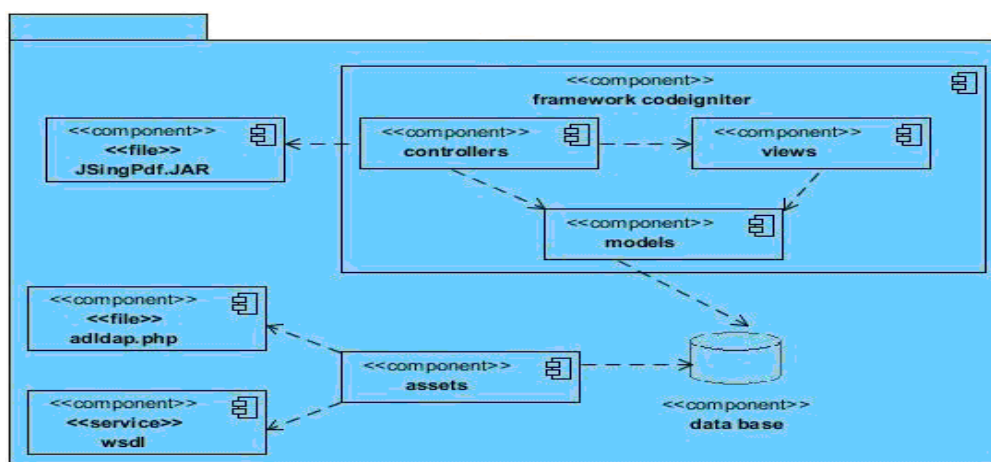 <<component>>
framework codeigniter
<<component>>
<<file>>
JSingPdf.JAR
<<component>>
controllers
<<component>>
views
<<component>>
models
<<component>>
<<file>>
adldap.php
<<component>>
assets
<<component>>
<<service>>
wsdl
<<component>>
data base